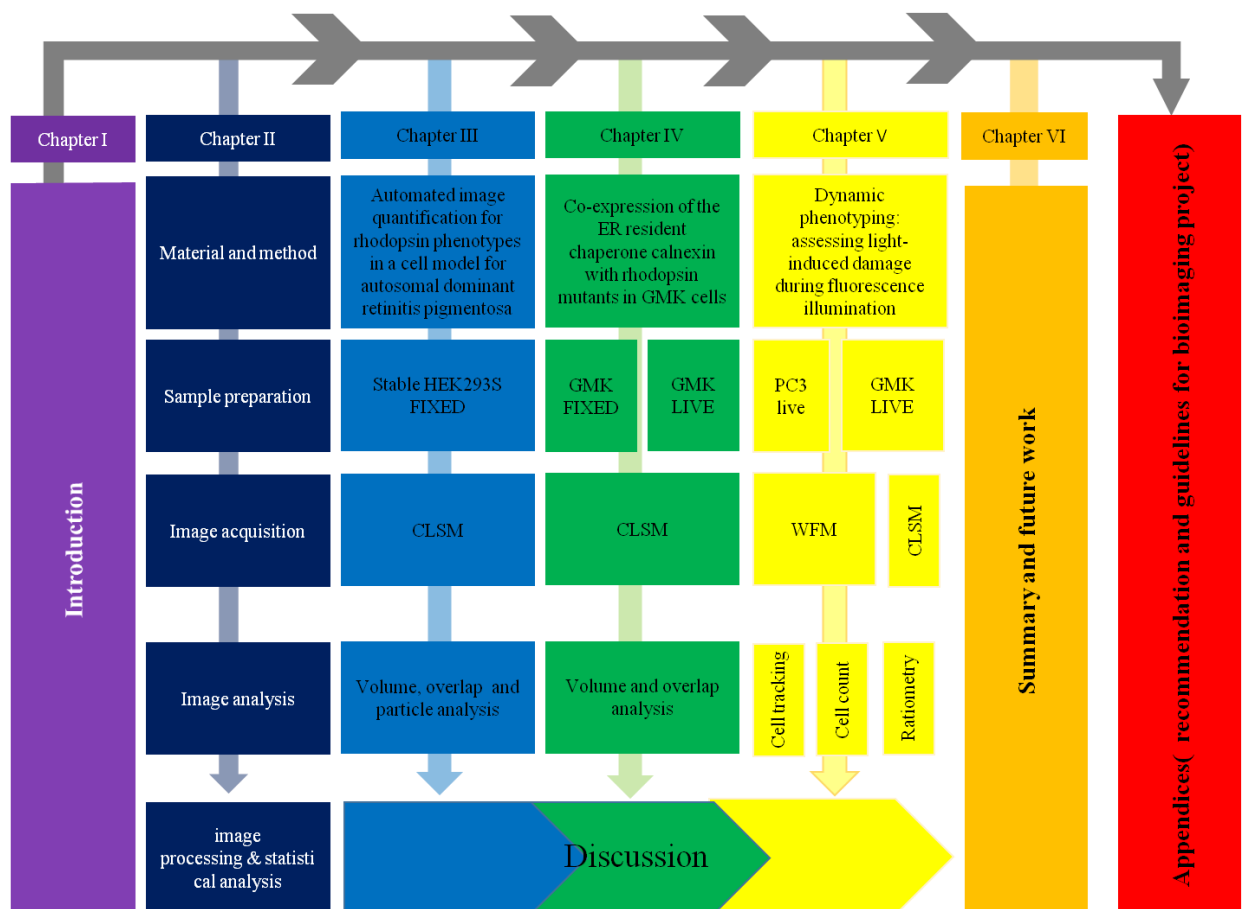 Chapter I
Introduction
Chapter II
Material and method
Sample preparation
Image acquisition
Image analysis
image
processing & statisti
cal analysis
Chapter III
Automated image
quantification for
rhodopsin phenotypes
in a cell model for
autosomal dominant
retinitis pigmentosa
Stable HEK293S
FIXED
CLSM
Volume, overlap and
particle analysis
Chapter IV
Co-expression of the
ER resident
chaperone calnexin
with rhodopsin
mutants in GMK cells
GMK
FIXED
GMK
LIVE
CLSM
Volume and overlap
analysis
Chapter V
Dynamic
phenotyping:
assessing light-
induced damage
during fluorescence
illumination
PC3
live
GMK
LIVE
WFM
CLSM
Cell tracking
Cell count
Ratiometry
Discussion
Chapter VI
Summary and future work
Appendices( recommendation and guidelines for bioimaging project)